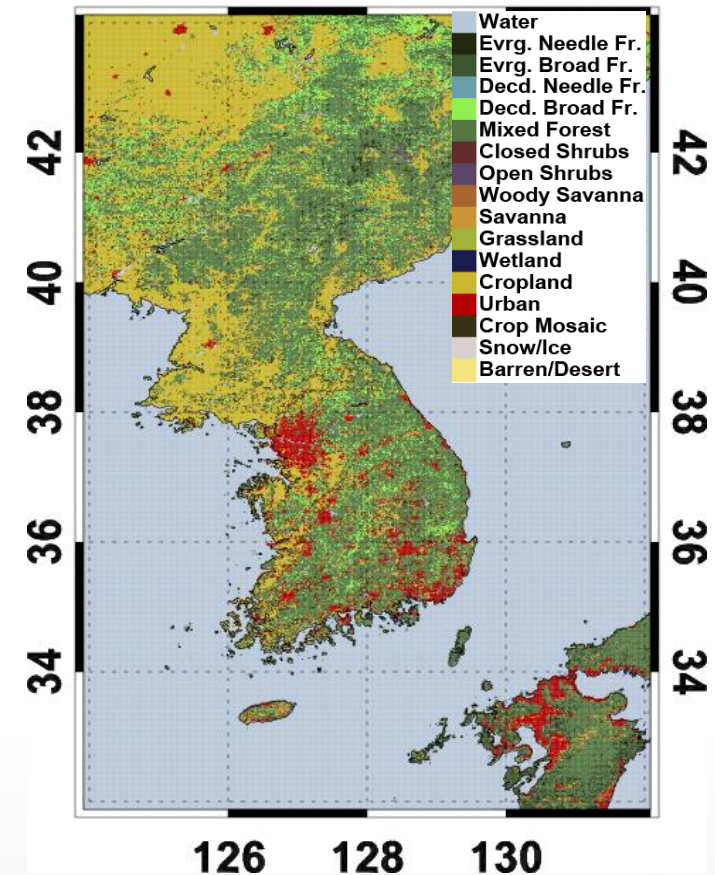 Water
Evrg. Needle Fr.
Evrg. Broad Fr.
Decd. Needle Fr.
Decd. Broad Fr.
Mixed Forest
Closed Shrubs
Open Shrubs
Woody Savanna
Savanna
Grassland
Wetland
Cropland
Urban
Crop Mosaic
Snow/Ice
Barren/Desert
42
42
40
40
38
38
36
36
34
34
126 128 130